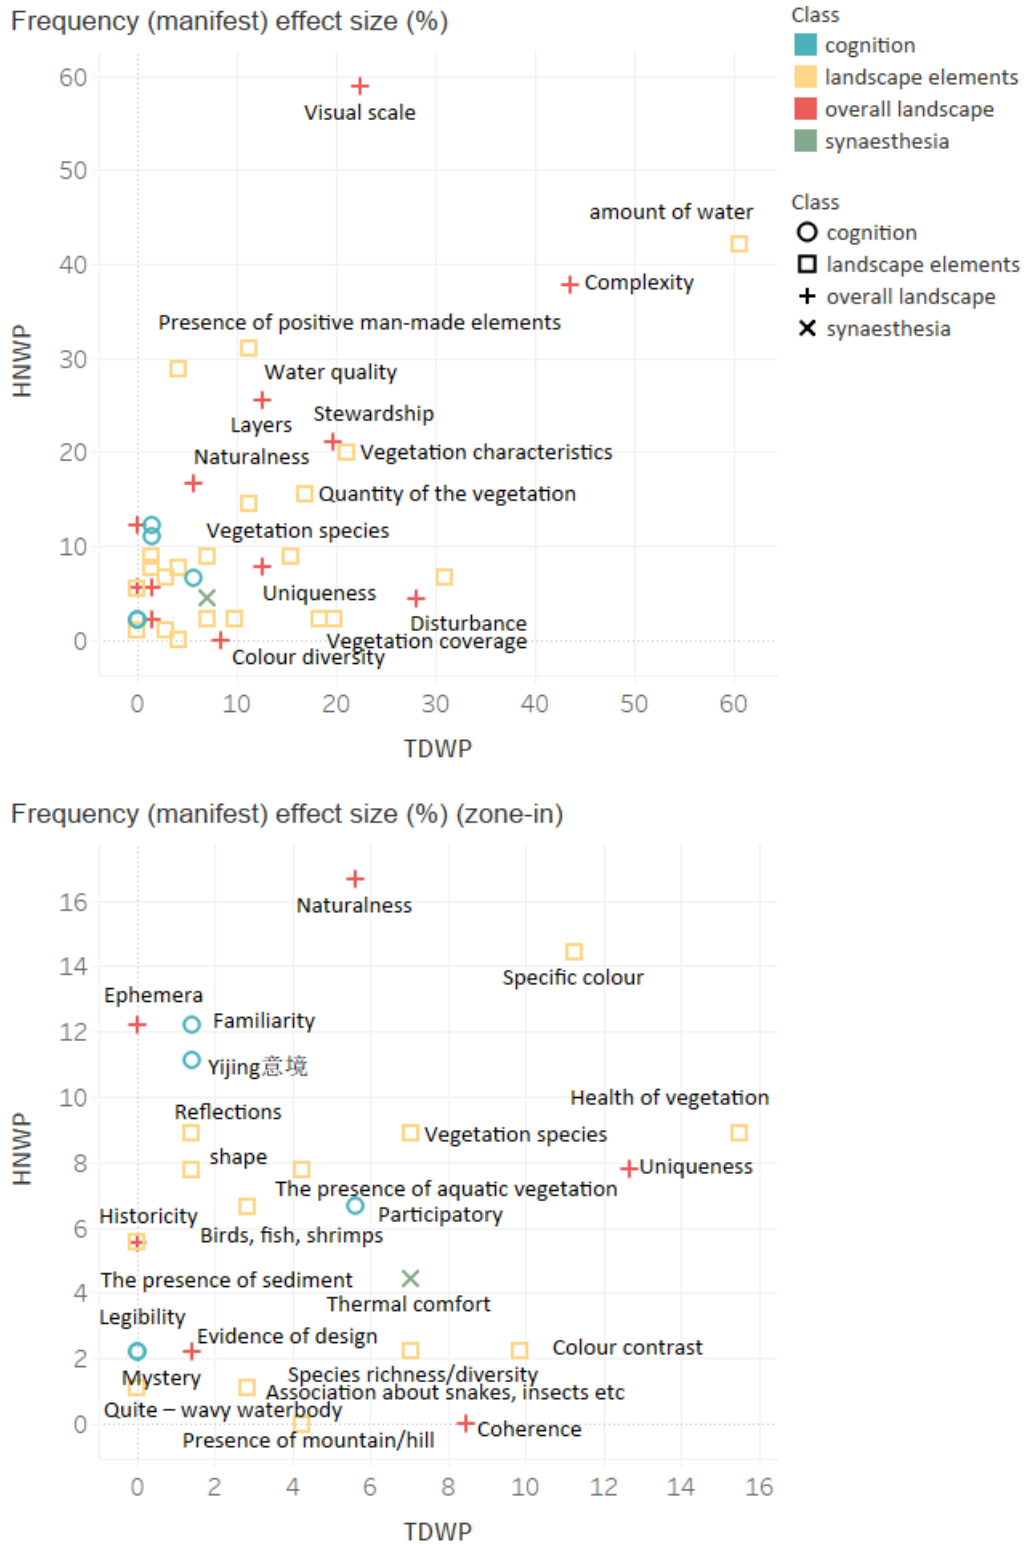 Frequency (manifest) effect size (%)
Class
cognition
landscape elements
overall landscape
synaesthesia
Class
cognition
landscape elements
overall landscape
synaesthesia
60
50
40
30
20
10
0
HNWP
Visual scale
amount of water
Complexity
Presence of positive man-made elements
Water quality
Layers
Stewardship
Vegetation characteristics
Naturalness
Quantity of the vegetation
Vegetation species
Uniqueness
Disturbance
Vegetation coverage
Colour diversity
0 10 20 30 40 50 60
TDWP
Frequency (manifest) effect size (%) (zone-in)
16
14
12
10
8
6
4
2
0
HNWP
Naturalness
Specific colour
Ephemera
Familiarity
Yijing意境
Health of vegetation
Reflections
Vegetation species
shape
Uniqueness
The presence of aquatic vegetation
Participatory
Historicity
Birds, fish, shrimps
The presence of sediment
Thermal comfort
Legibility
Evidence of design
Colour contrast
Mystery
Species richness/diversity
Association about snakes, insects etc
Quite – wavy waterbody
Coherence
Presence of mountain/hill
0 2 4 6 8 10 12 14 16
TDWP